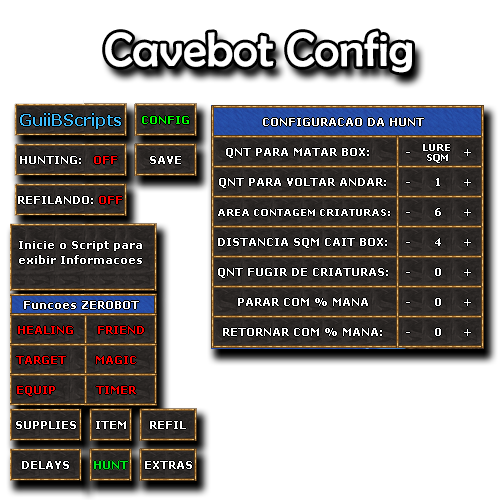 Cavebot Config
GuiiBScripts
CONFIG
HUNTING: OFF
SAVE
REFILANDO: OFF
Inicie o Script para
exibir Informacoes
Funcoes ZEROBOT
HEALING FRIEND
TARGET MAGIC
EQUIP TIMER
SUPPLIES ITEM REFIL
DELAYS HUNT EXTRAS
CONFIGURACAO DA HUNT
QNT PARA MATAR BOX: - LURE SQM +
QNT PARA VOLTAR ANDAR: - 1 +
AREA CONTAGEM CRIATURAS: - 6 +
DISTANCIA SQM CAIT BOX: - 4 +
QNT FUGIR DE CRIATURAS: - 0 +
PARAR COM % MANA - 0 +
RETORNAR COM % MANA: - 0 +